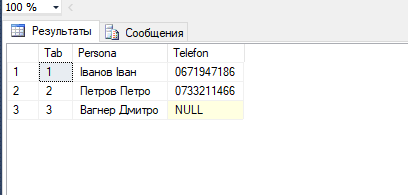 100 %
Результаты Сообщения
Tab Persona Telefon
1 1 Іванов Іван 0671947186
2 2 Петров Петро 0733211466
3 3 Вагнер Дмитро NULL